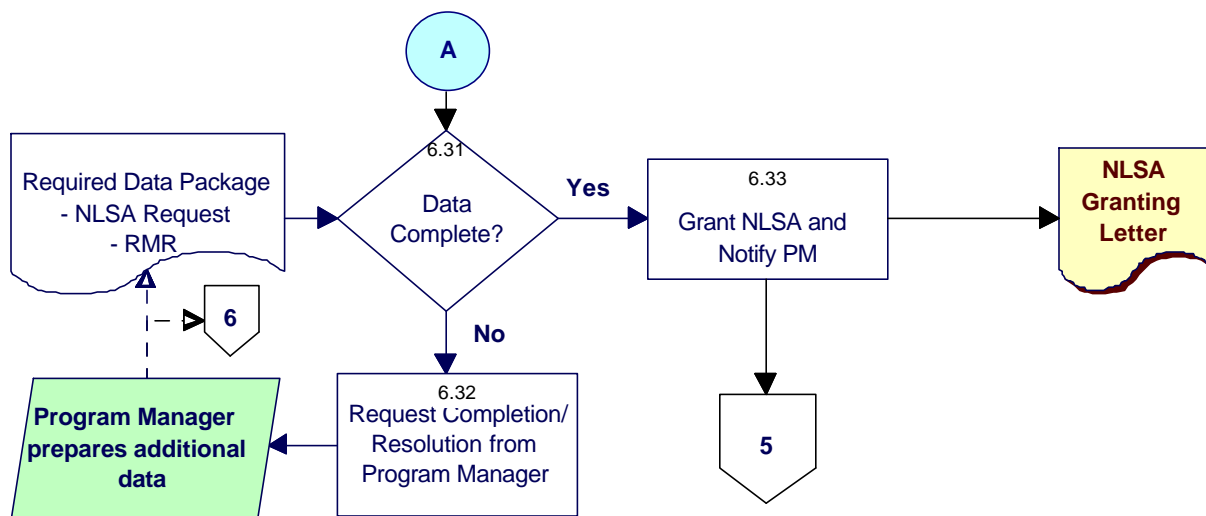 A
Required Data Package
- NLSA Request
- RMR
6.31
Data
Complete?
Yes
6.33
Grant NLSA and
Notify PM
NLSA
Granting
Letter
6
No
Program Manager
prepares additional
data
6.32
Request Completion/
Resolution from
Program Manager
5